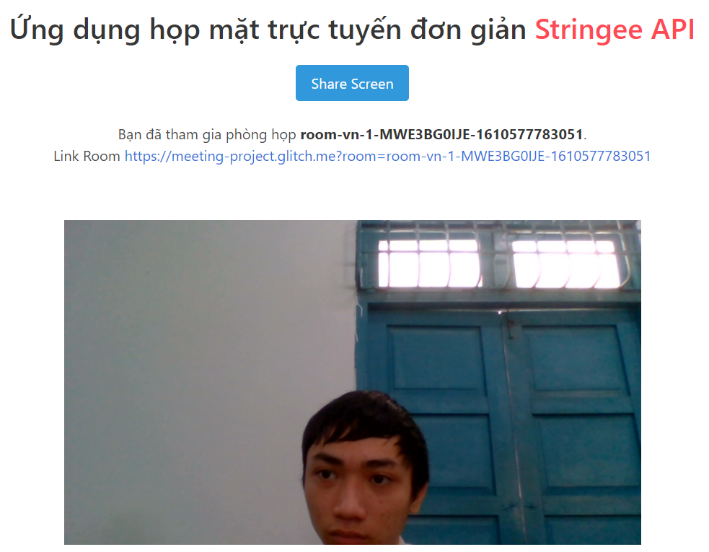 Ứng dụng họp mặt trực tuyến đơn giản Stringee API
Share Screen
Bạn đã tham gia phòng họp room-vn-1-MWE3BG0IJE-1610577783051.
Link Room https://meeting-project.glitch.me?room=room-vn-1-MWE3BG0IJE-1610577783051